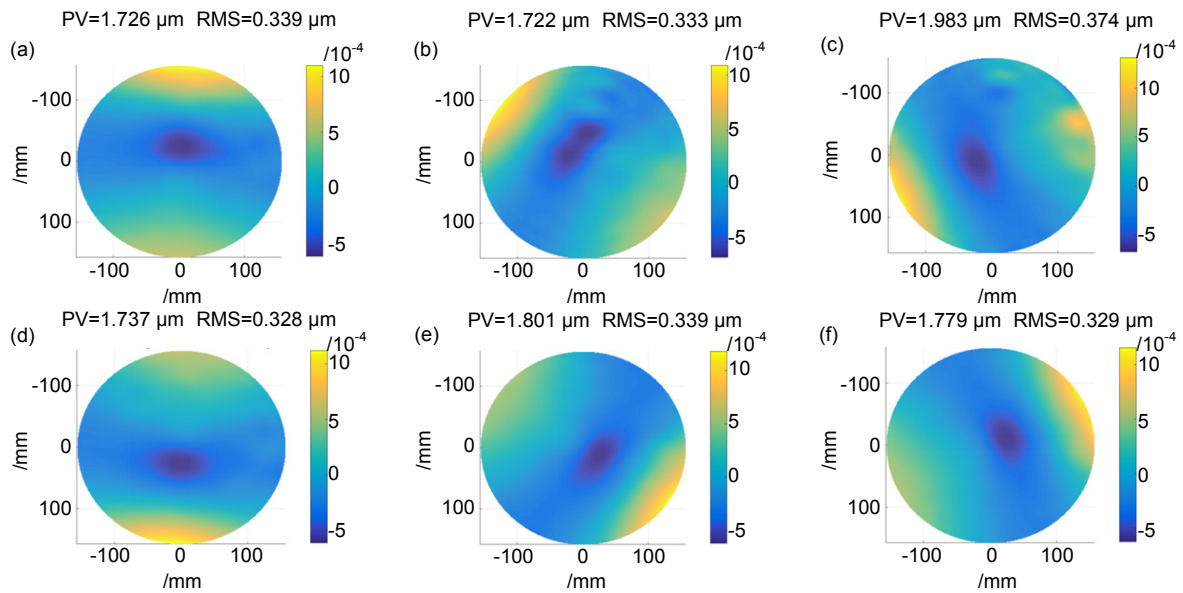 PV=1.726 µm RMS=0.339 µm
(a)
/10-4
10
5
0
-5
-100
0
100
/mm
-100 0 100
/mm
PV=1.722 µm RMS=0.333 µm
(b)
/10-4
10
5
0
-5
-100
0
100
/mm
-100 0 100
/mm
PV=1.983 µm RMS=0.374 µm
(c)
/10-4
10
5
0
-5
-100
0
100
/mm
-100 0 100
/mm
PV=1.737 µm RMS=0.328 µm
(d)
/10-4
10
5
0
-5
-100
0
100
/mm
-100 0 100
/mm
PV=1.801 µm RMS=0.339 µm
(e)
/10-4
10
5
0
-5
-100
0
100
/mm
-100 0 100
/mm
PV=1.779 µm RMS=0.329 µm
(f)
/10-4
10
5
0
-5
-100
0
100
/mm
-100 0 100
/mm